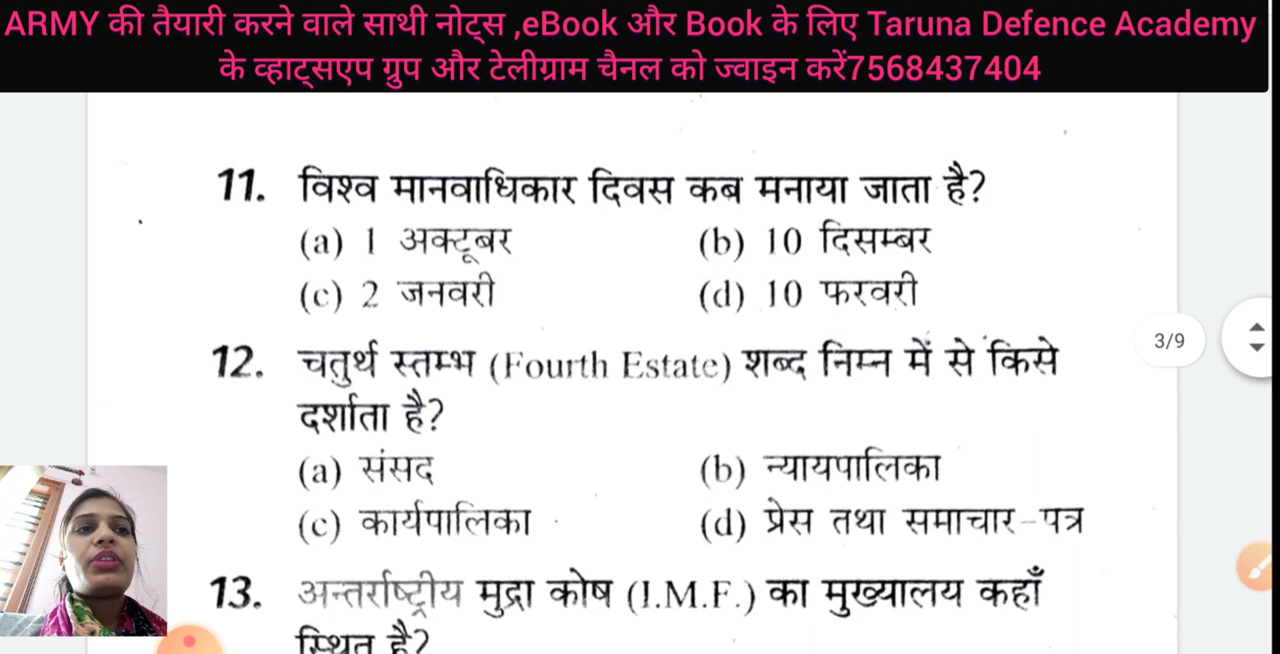 ARMY की तैयारी करने वाले साथी नोट्स ,eBook और Book के लिए Taruna Defence Academy
के व्हाट्सएप ग्रुप और टेलीग्राम चैनल को ज्वाइन करें7568437404
11. विश्व मानवाधिकार दिवस कब मनाया जाता है?
(a) 1 अक्टूबर (b) 10 दिसम्बर
(c) 2 जनवरी (d) 10 फरवरी
3/9
12. चतुर्थ स्तम्भ (Fourth Estate) शब्द निम्न में से किसे
दर्शाता है?
(a) संसद (b) न्यायपालिका
(c) कार्यपालिका (d) प्रेस तथा समाचार-पत्र
13. अन्तर्राष्ट्रीय मुद्रा कोष (I.M.F.) का मुख्यालय कहाँ
स्थित है?